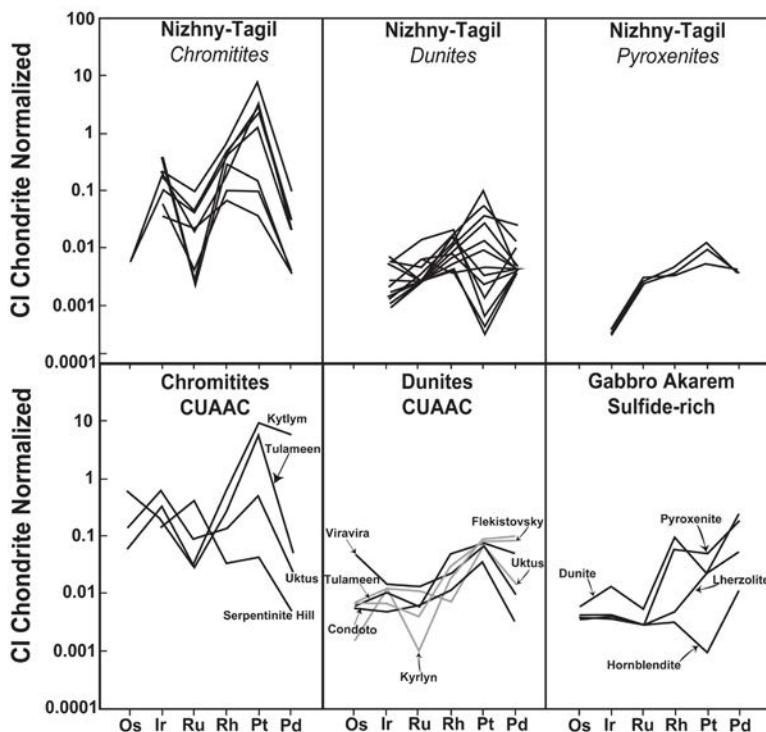 Nizhny-Tagil
Chromitites
Nizhny-Tagil
Dunites
Nizhny-Tagil
Pyroxenites
CI Chondrite Normalized
100
10
1
0.1
0.01
0.001
0.0001
Chromitites
CUAAC
Kytlym
Tulameen
Uktus
Serpentinite Hill
Dunites
CUAAC
Flekistovsky
Viravira
Uktus
Tulameen
Condoto
Kyrlyn
Gabbro Akarem
Sulfide-rich
Pyroxenite
Dunite
Lherzolite
Hornblendite
CI Chondrite Normalized
10
1
0.1
0.01
0.001
0.0001
Os Ir Ru Rh Pt Pd
Os Ir Ru Rh Pt Pd
Os Ir Ru Rh Pt Pd